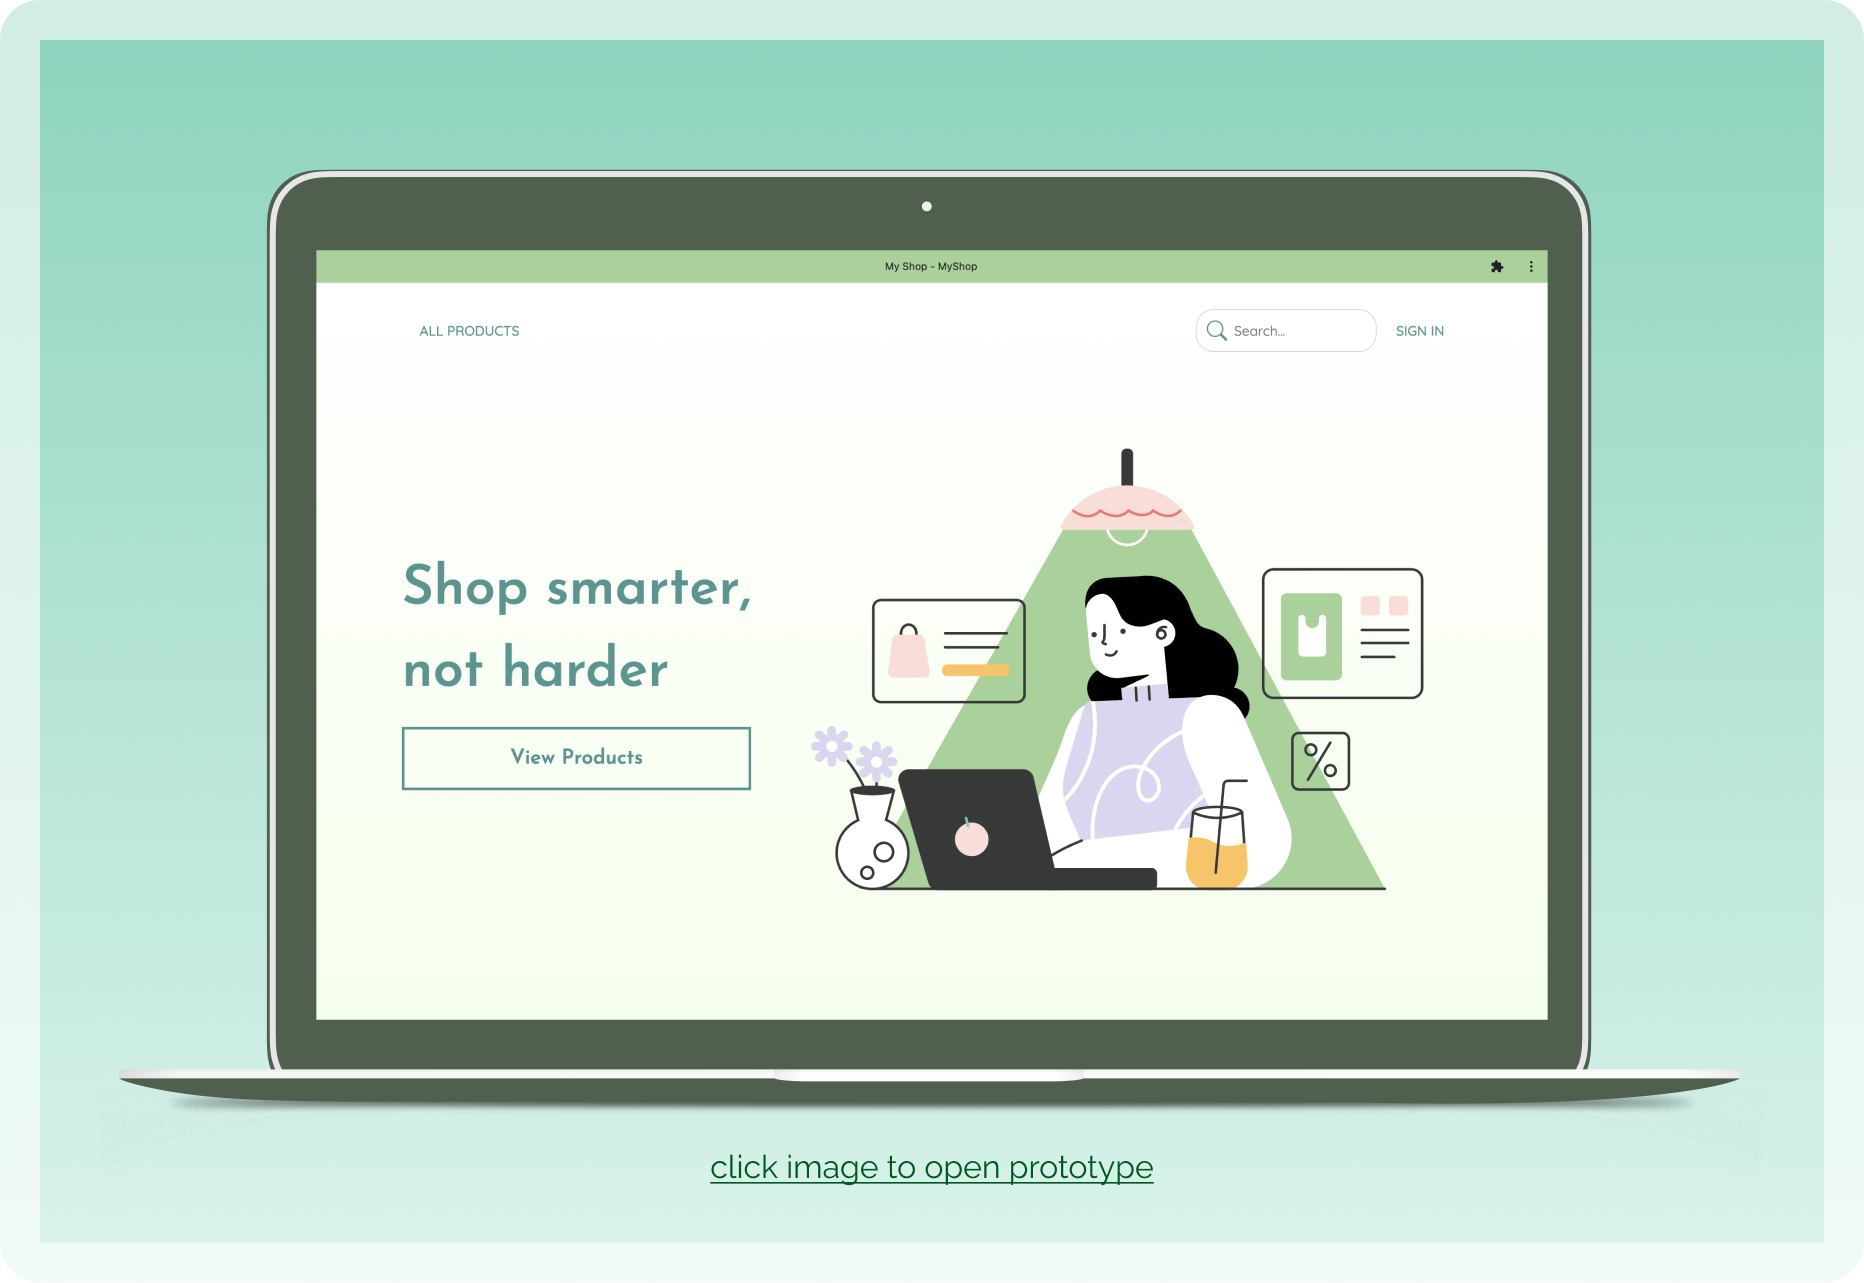 My Shop - MyShop
ALL PRODUCTS
Search...
SIGN IN
Shop smarter,
not harder
View Products
%
click image to open prototype